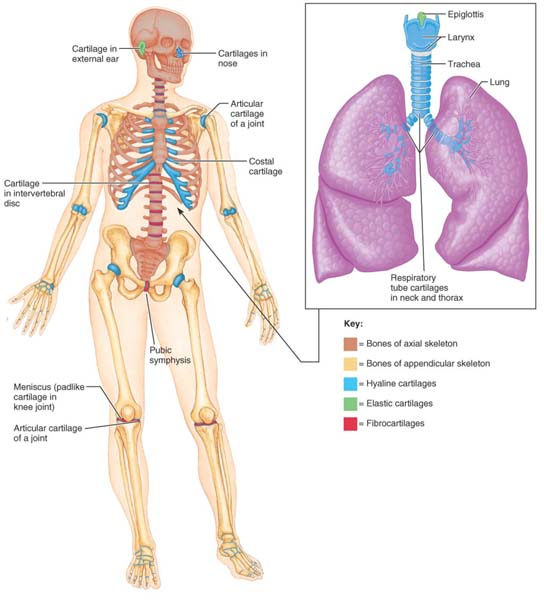 Cartilage in
external ear
Cartilages in
nose
Articular
cartilage
of a joint
Costal
cartilage
Cartilage
in intervertebral
disc
Pubic
symphysis
Meniscus (padlike
cartilage in
knee joint)
Articular cartilage
of a joint
Epiglottis
Larynx
Trachea
Lung
Respiratory
tube cartilages
in neck and thorax
Key:
= Bones of axial skeleton
= Bones of appendicular skeleton
= Hyaline cartilages
= Elastic cartilages
= Fibrocartilages